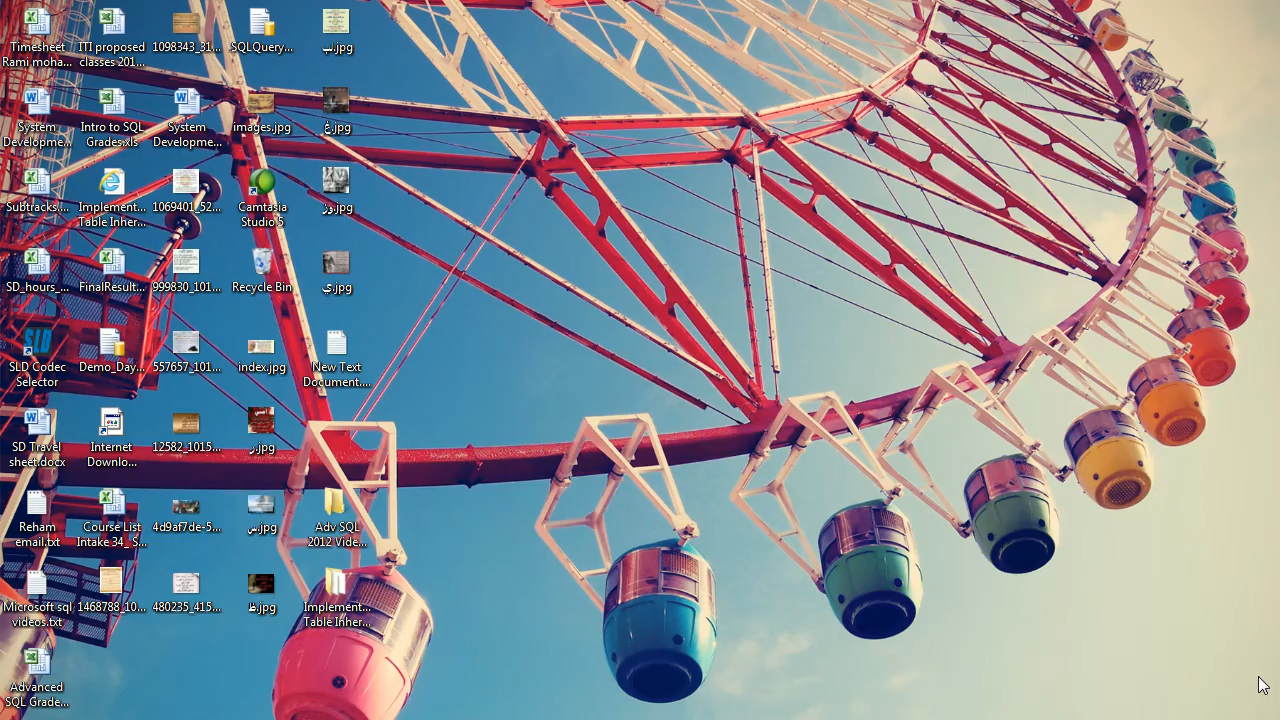 Timesheet
Rami moha...
ITI proposed
classes 201...
1098343_31...
SQLQuery...
ب.jpg
System
Developme...
Intro to SQL
Grades.xls
System
Developme...
images.jpg
غ.jpg
Subtracks....
Implement...
Table Inher...
1069401_52...
Camtasia
Studio 5
وز.jpg
SD_hours_...
FinalResult...
999830_101...
Recycle Bin
ي.jpg
SLD
SLD Codec
Selector
Demo_Day...
557657_101...
index.jpg
New Text
Document....
SD Travel
sheet.docx
Internet
Downlo...
12582_1015...
ر.jpg
Reham
email.txt
Course List
Intake 34_ S...
4d9af7de-5...
س.jpg
Adv SQL
2012 Vide...
Microsoft sql
videos.txt
1468788_10...
480235_415...
ظ.jpg
Implement...
Table Inher...
Advanced
SQL Grade...